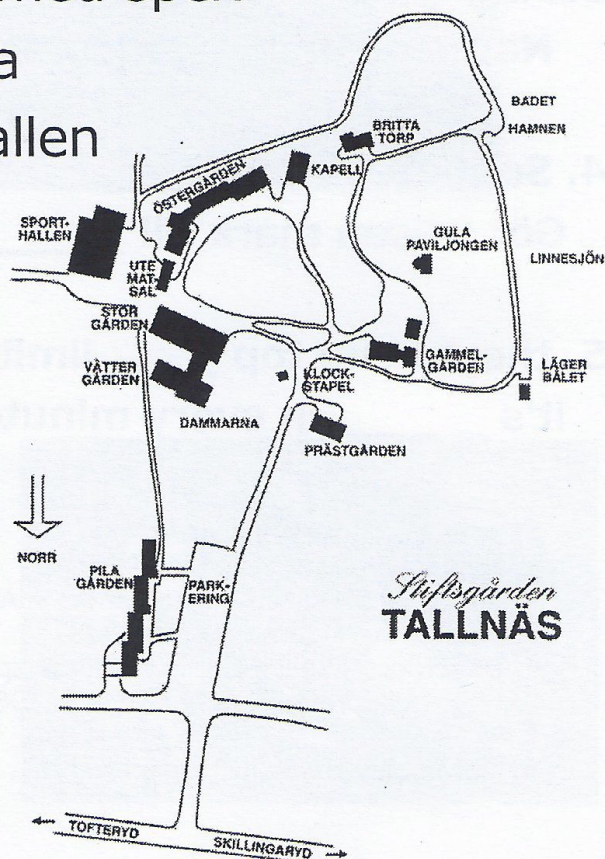 a
allen
BADET
HAMNEN
BRITTA
TORP
KAPELL
ÖSTERGÅRDEN
SPORT-
HALLEN
GULA
PAVILJONGEN
LINNESJÖN
UTE
MAT-
SAL
STOR
GÅRDEN
VÄTTER
GÅRDEN
KLOCK-
STAPEL
GAMMEL-
GÅRDEN
LÄGER
BÅLET
DAMMARNA
PRÄSTGÅRDEN
NORR
PILA
GÅRDEN
PARK-
ERING
Stiftsgården
TALLNÄS
TOFTERYD
SKILLINGARYD